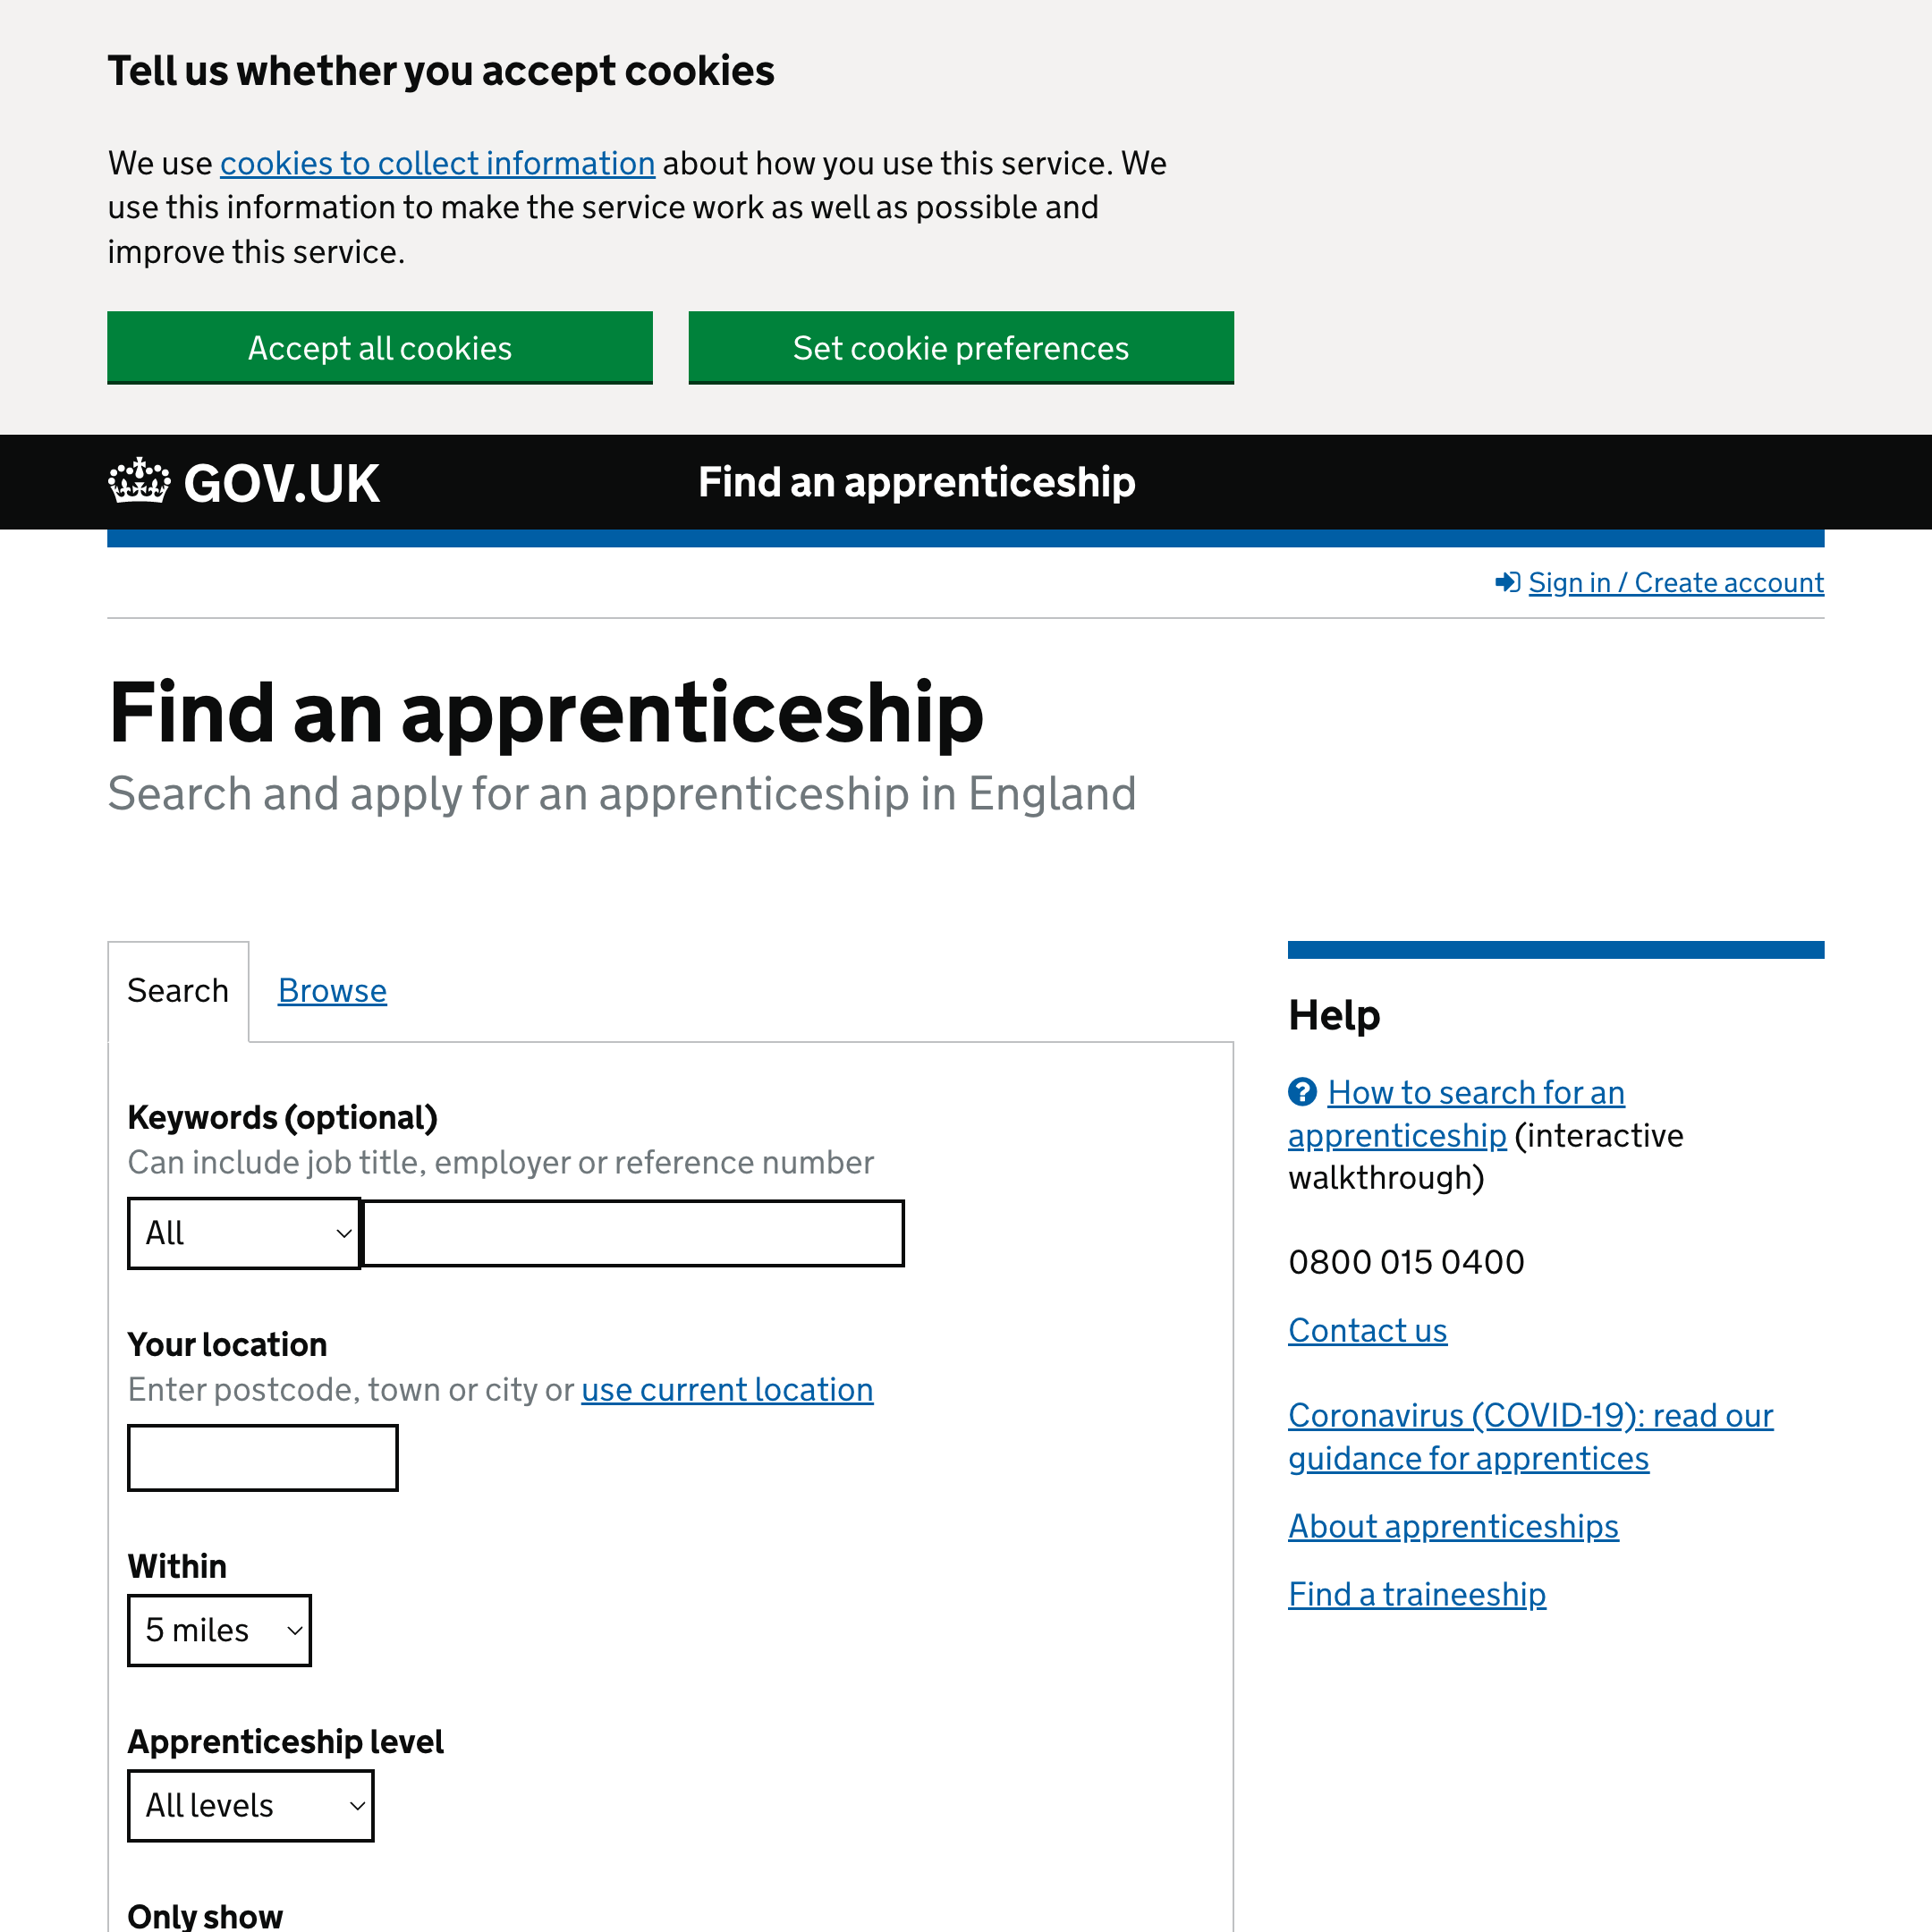 Tell us whether you accept cookies
We use cookies to collect information about how you use this service. We
use this information to make the service work as well as possible and
improve this service.
Accept all cookies
Set cookie preferences
GOV.UK
Find an apprenticeship
Sign in / Create account
Find an apprenticeship
Search and apply for an apprenticeship in England
Search
Browse
Keywords (optional)
Can include job title, employer or reference number
All
Your location
Enter postcode, town or city or use current location
Within
5 miles
Apprenticeship level
All levels
Only show
Help
How to search for an
apprenticeship (interactive
walkthrough)
0800 015 0400
Contact us
Coronavirus (COVID-19): read our
guidance for apprentices
About apprenticeships
Find a traineeship